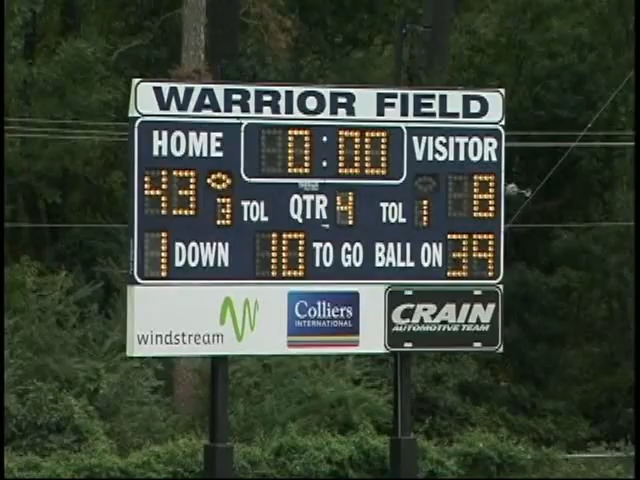 WARRIOR FIELD
HOME 0:00 VISITOR
43 3 TOL QTR 4 TOL 1 8
1 DOWN 10 TO GO BALL ON 39
windstream
Colliers
INTERNATIONAL
CRAIN
AUTOMOTIVE TEAM